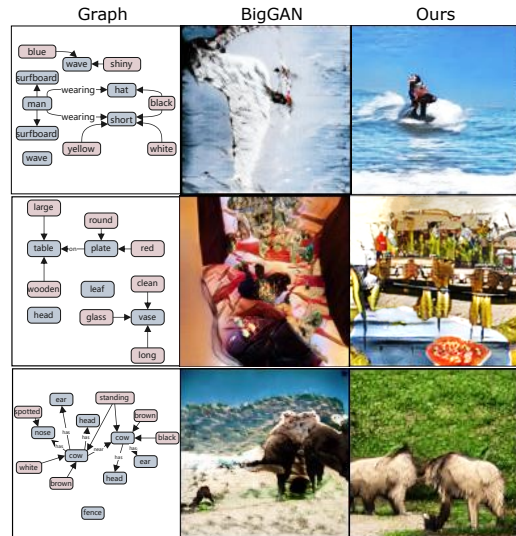 Graph BigGAN Ours
blue
wave shiny
surfboard
man wearing hat
black
wearing short
surfboard
wave yellow white
large
round
table on plate red
wooden leaf clean
head glass vase
long
ear standing
spotted head brown
has
nose has has cow black
cow near
has
white has ear
brown head
fence